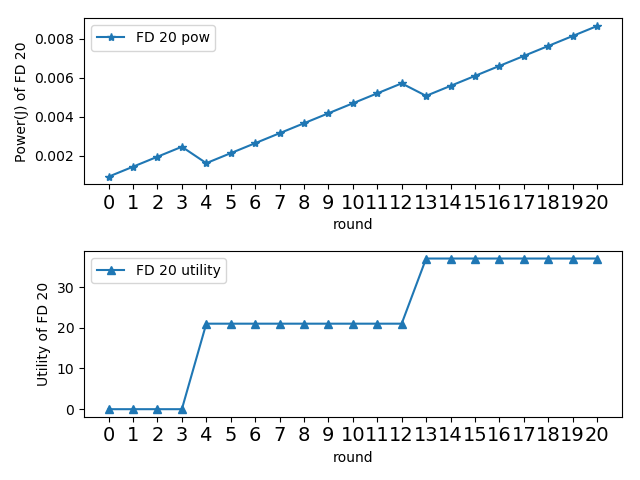 FD 20 pow
Power(J) of FD 20
0.008
0.006
0.004
0.002
0 1 2 3 4 5 6 7 8 9 10 11 12 13 14 15 16 17 18 19 20
round
FD 20 utility
Utility of FD 20
30
20
10
0
0 1 2 3 4 5 6 7 8 9 10 11 12 13 14 15 16 17 18 19 20
round